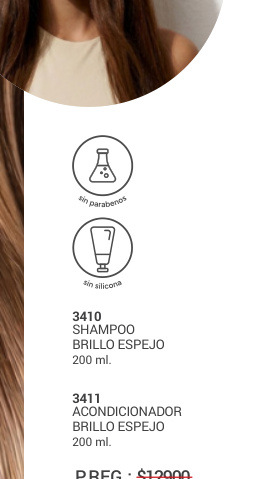 sin parabenos
sin silicona
3410
SHAMPOO
BRILLO ESPEJO
200 ml.
3411
ACONDICIONADOR
BRILLO ESPEJO
200 ml.
P.REG.: $12900